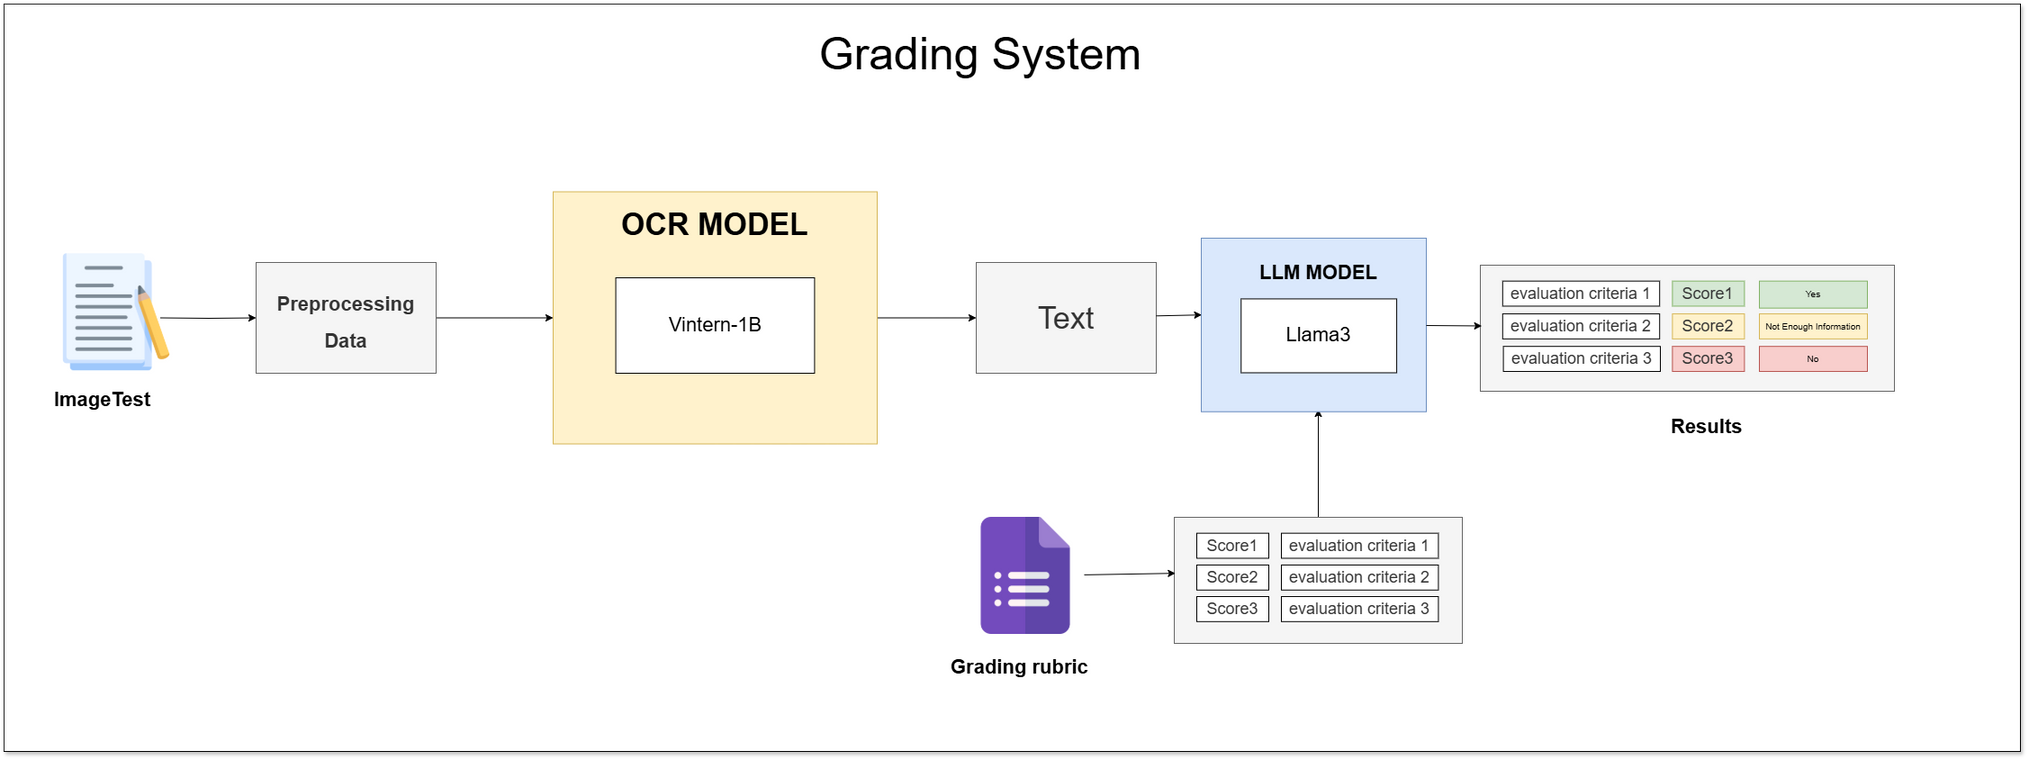 Grading System
ImageTest
Preprocessing
Data
OCR MODEL
Vintern-1B
Text
LLM MODEL
Llama3
evaluation criteria 1
Score1
Yes
evaluation criteria 2
Score2
Not Enough Information
evaluation criteria 3
Score3
No
Results
Grading rubric
Score1
evaluation criteria 1
Score2
evaluation criteria 2
Score3
evaluation criteria 3